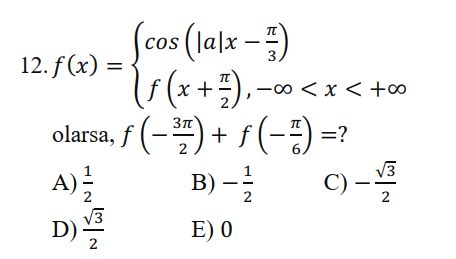 12. f(x) = { cos (|a|x − π/3)
f (x + π/2), −∞ < x < +∞
olarsa, f (−3π/2) + f (−π/6) =?
A) 1/2 B) − 1/2 C) − √3/2
D) √3/2 E) 0